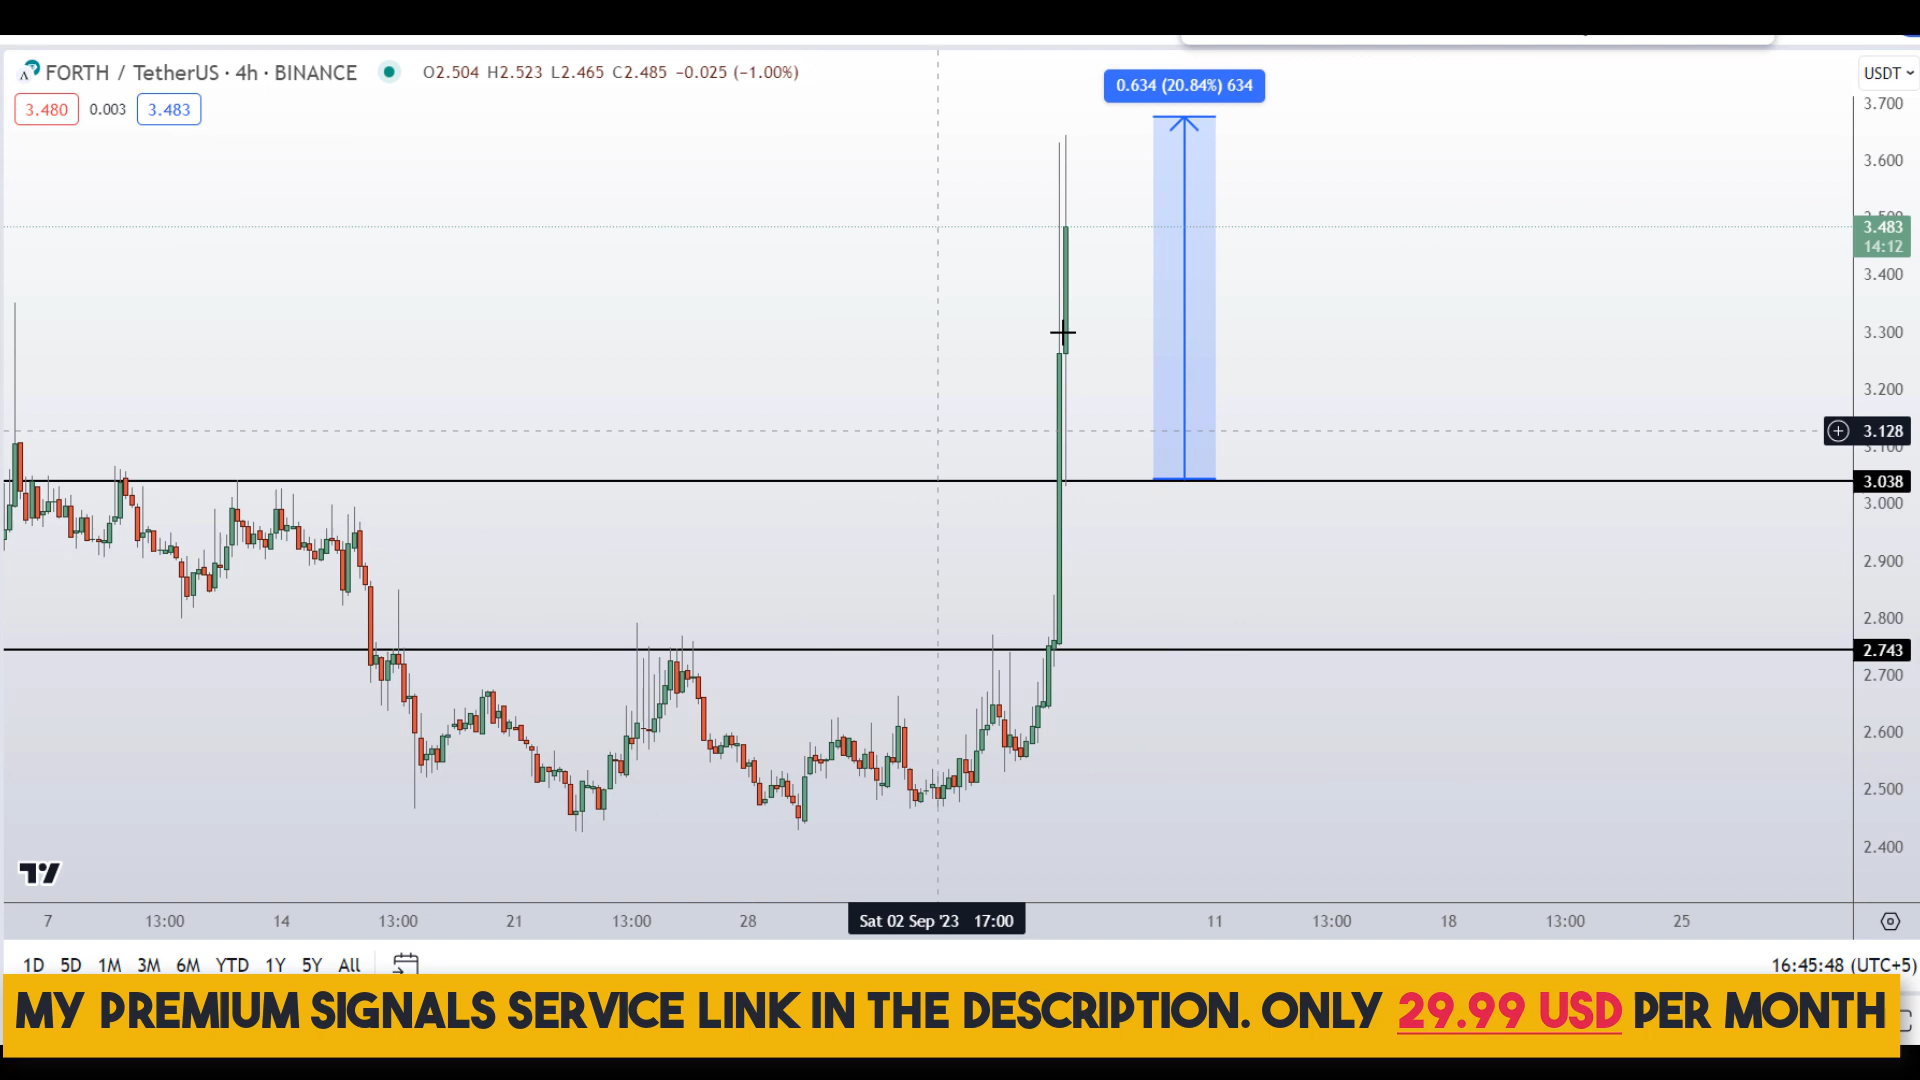 FORTH / TetherUS · 4h · BINANCE O2.504 H2.523 L2.465 C2.485 −0.025 (−1.00%)
3.480 0.003 3.483
0.634 (20.84%) 634
USDT
3.700
3.600
3.483
14:12
3.400
3.300
3.200
3.128
3.100
3.038
3.000
2.900
2.800
2.743
2.700
2.600
2.500
2.400
7 13:00 14 13:00 21 13:00 28 Sat 02 Sep '23 17:00 11 13:00 18 13:00 25
1D 5D 1M 3M 6M YTD 1Y 5Y All 16:45:48 (UTC+5)
MY PREMIUM SIGNALS SERVICE LINK IN THE DESCRIPTION. ONLY 29.99 USD PER MONTH